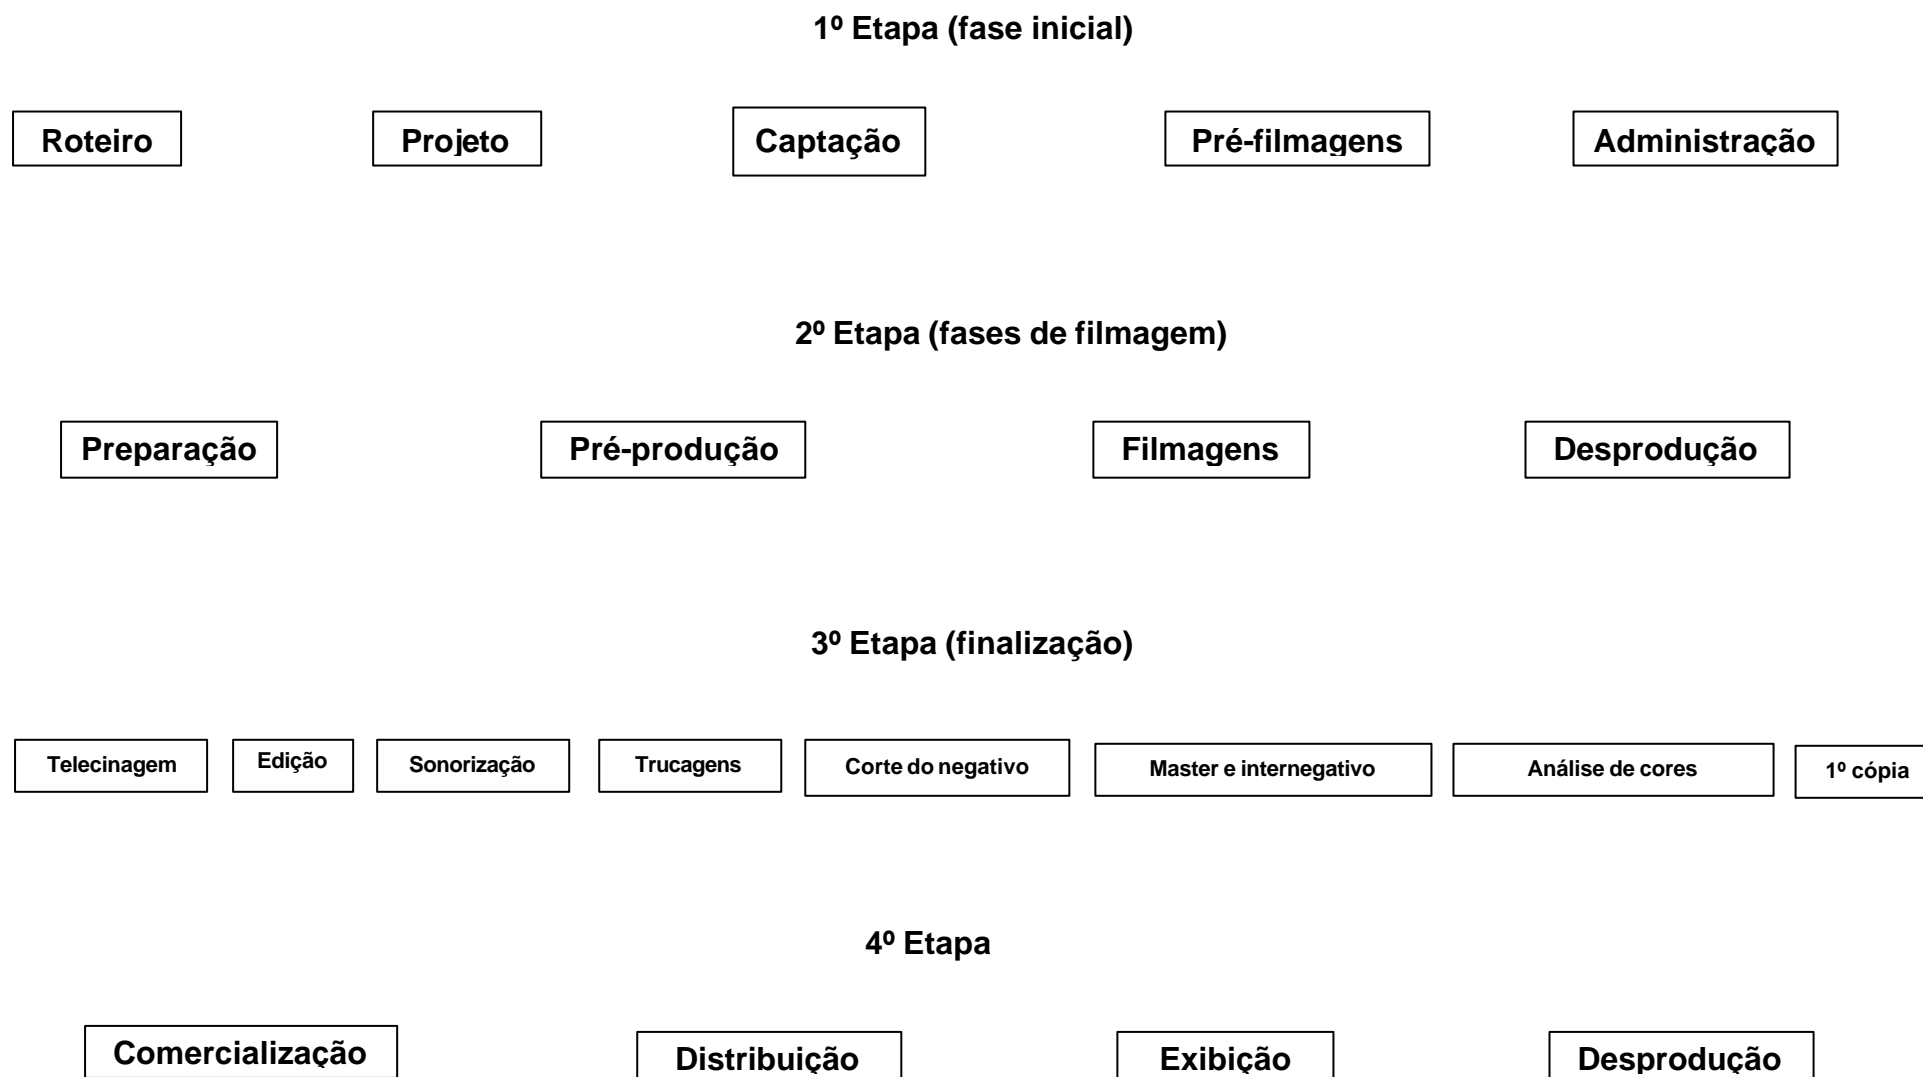 1º Etapa (fase inicial)
Roteiro
Projeto
Captação
Pré-filmagens
Administração
2º Etapa (fases de filmagem)
Preparação
Pré-produção
Filmagens
Desprodução
3º Etapa (finalização)
Telecinagem
Edição
Sonorização
Trucagens
Corte do negativo
Master e internegativo
Análise de cores
1º cópia
4º Etapa
Comercialização
Distribuição
Exibição
Desprodução